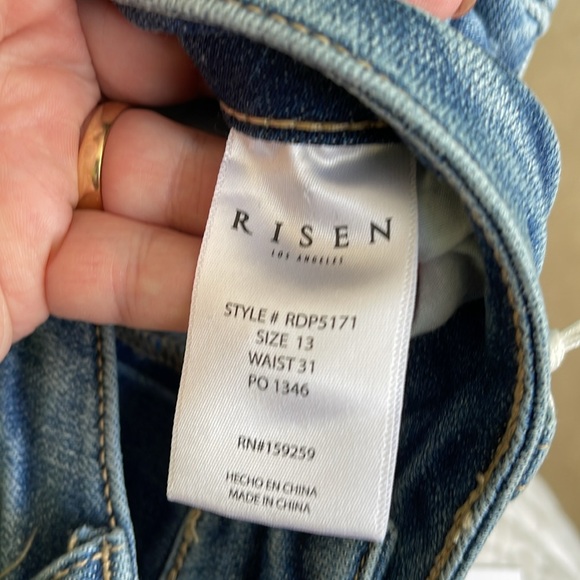 RISEN
LOS ANGELES
STYLE # RDP5171
SIZE 13
WAIST 31
PO 1346
RN#159259
HECHO EN CHINA
MADE IN CHINA